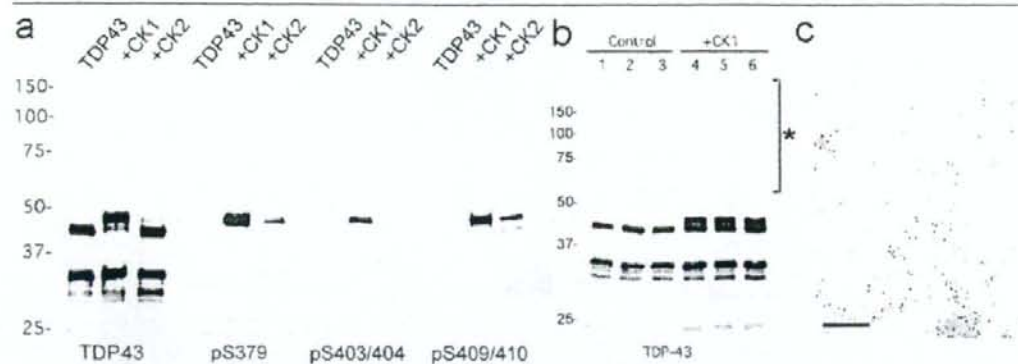 a
TDP43 +CK1 +CK2 TDP43 +CK1 +CK2 TDP43 +CK1 +CK2 TDP43 +CK1 +CK2
150-
100-
75-
50-
37-
25-
TDP43 pS379 pS403/404 pS409/410
b
Control +CK1
1 2 3 4 5 6
150-
100-
75-
50-
37-
25-
*
TDP-43
c